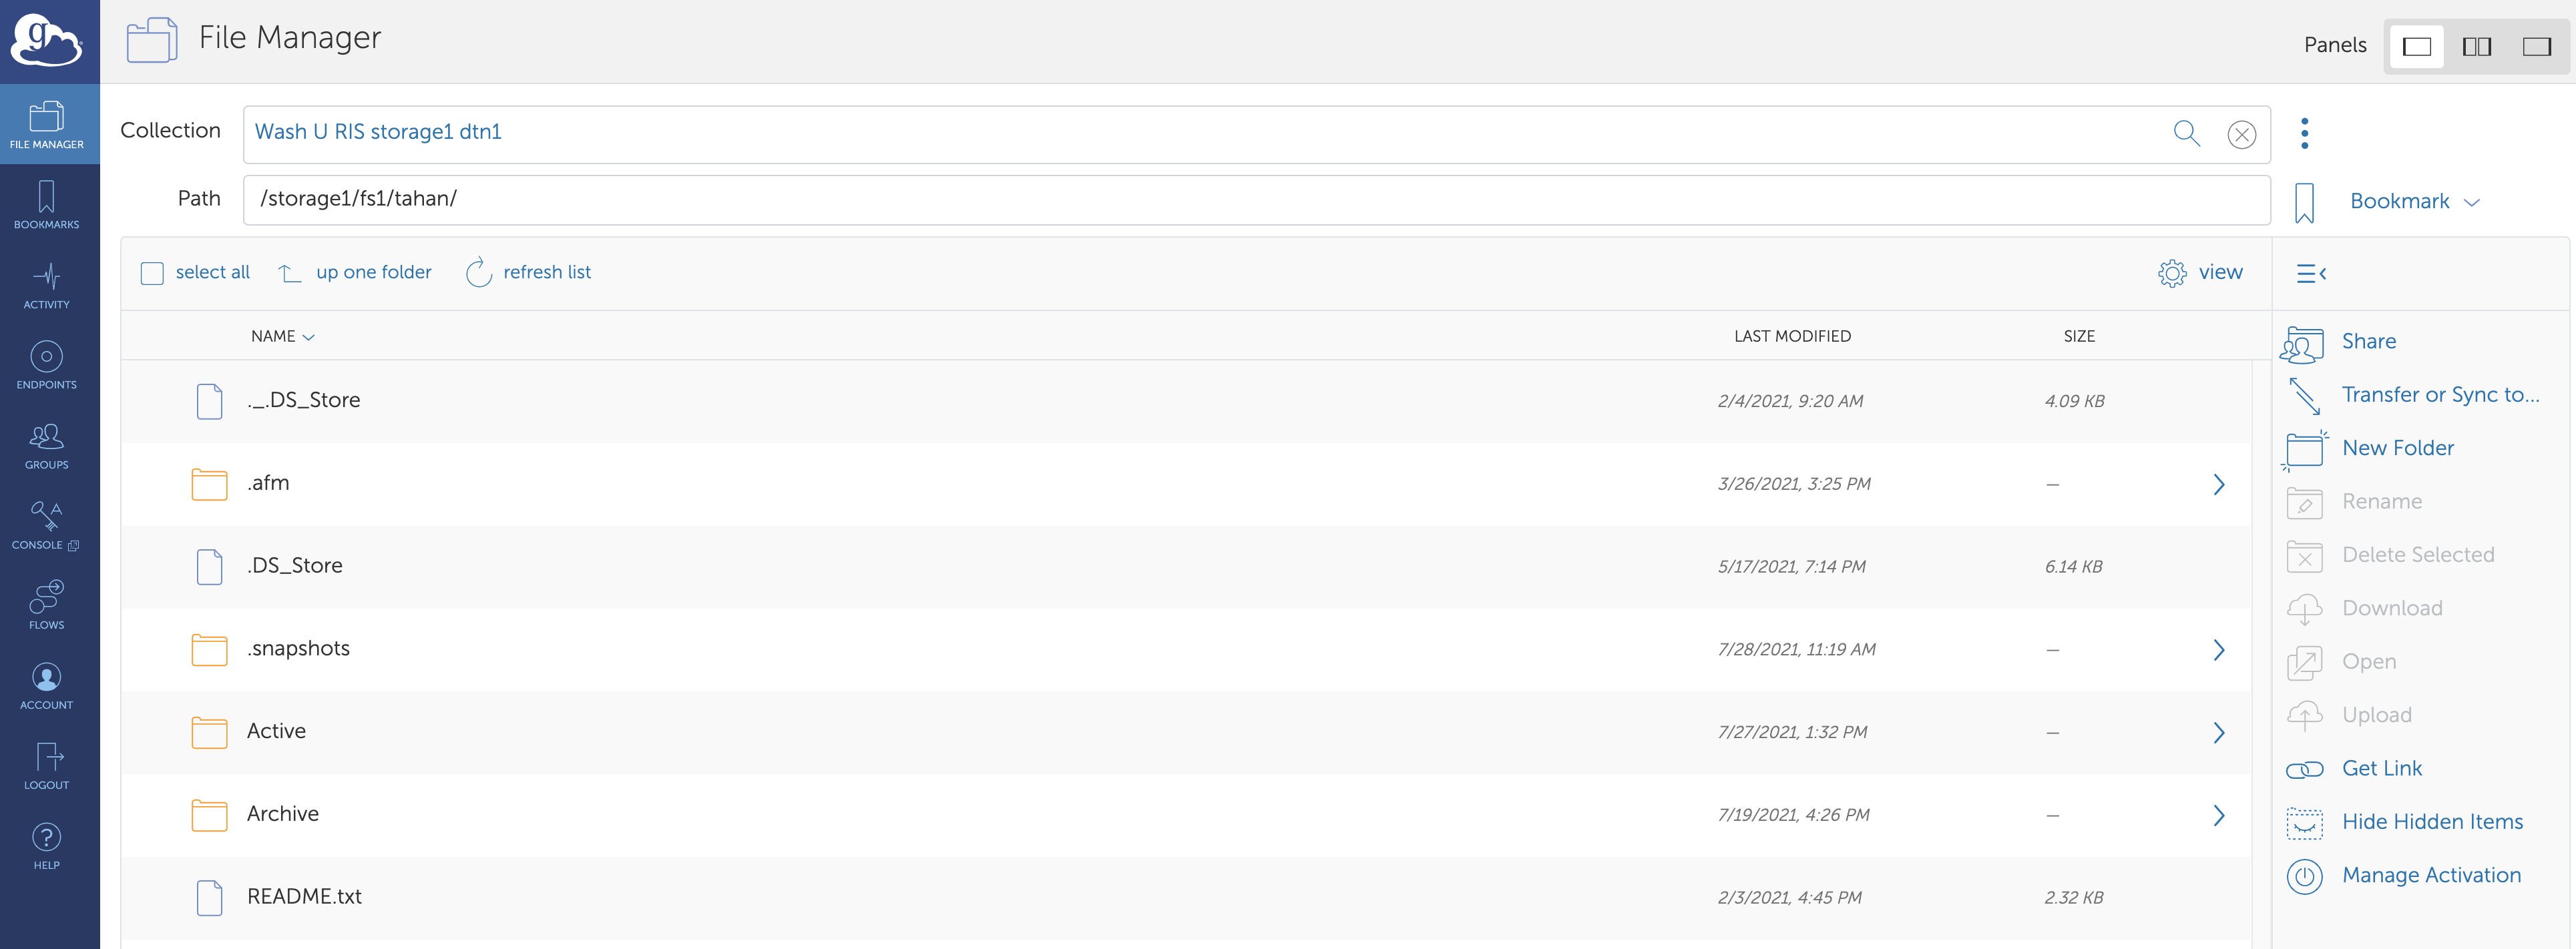 g
File Manager
Panels
FILE MANAGER
BOOKMARKS
ACTIVITY
ENDPOINTS
GROUPS
CONSOLE
FLOWS
ACCOUNT
LOGOUT
HELP
Collection Wash U RIS storage1 dtn1
Path /storage1/fs1/tahan/
Bookmark
select all up one folder refresh list view
NAME LAST MODIFIED SIZE
._.DS_Store 2/4/2021, 9:20 AM 4.09 KB
.afm 3/26/2021, 3:25 PM —
.DS_Store 5/17/2021, 7:14 PM 6.14 KB
.snapshots 7/28/2021, 11:19 AM —
Active 7/27/2021, 1:32 PM —
Archive 7/19/2021, 4:26 PM —
README.txt 2/3/2021, 4:45 PM 2.32 KB
Share
Transfer or Sync to...
New Folder
Rename
Delete Selected
Download
Open
Upload
Get Link
Hide Hidden Items
Manage Activation